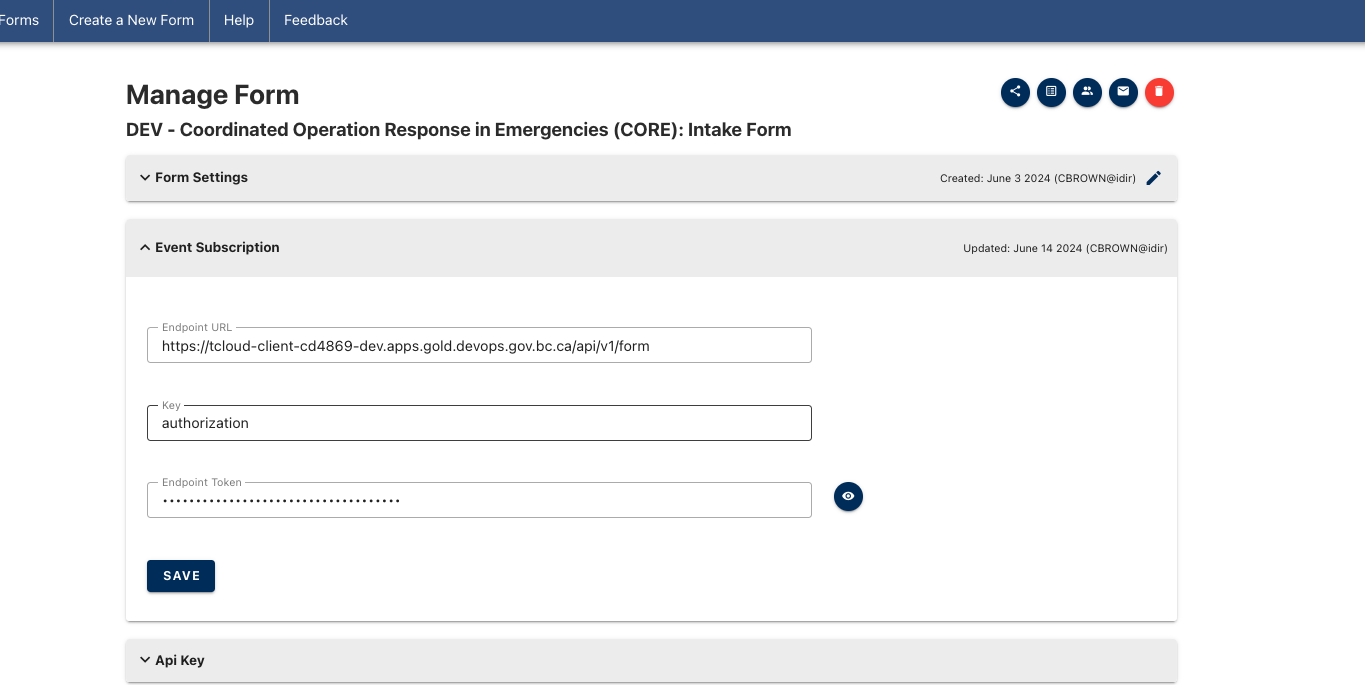 Forms Create a New Form Help Feedback
Manage Form
DEV - Coordinated Operation Response in Emergencies (CORE): Intake Form
Form Settings Created: June 3 2024 (CBROWN@idir)
Event Subscription Updated: June 14 2024 (CBROWN@idir)
Endpoint URL
https://tcloud-client-cd4869-dev.apps.gold.devops.gov.bc.ca/api/v1/form
Key
authorization
Endpoint Token
••••••••••••••••••••••••••••••••••••
SAVE
Api Key